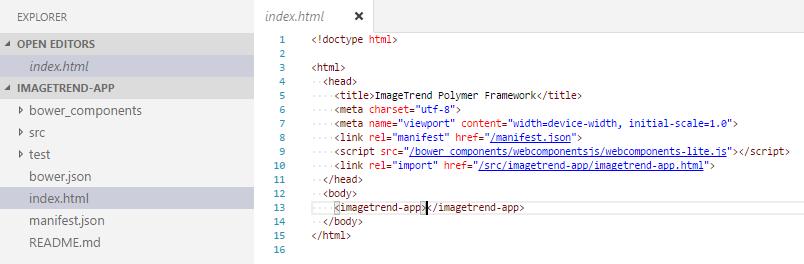 EXPLORER
OPEN EDITORS
index.html
IMAGETREND-APP
bower_components
src
test
bower.json
index.html
manifest.json
README.md
index.html ×
1 <!doctype html>
2
3 <html>
4 <head>
5 <title>ImageTrend Polymer Framework</title>
6 <meta charset="utf-8">
7 <meta name="viewport" content="width=device-width, initial-scale=1.0">
8 <link rel="manifest" href="/manifest.json">
9 <script src="/bower_components/webcomponentsjs/webcomponents-lite.js"></script>
10 <link rel="import" href="/src/imagetrend-app/imagetrend-app.html">
11 </head>
12 <body>
13 <imagetrend-app></imagetrend-app>
14 </body>
15 </html>
16